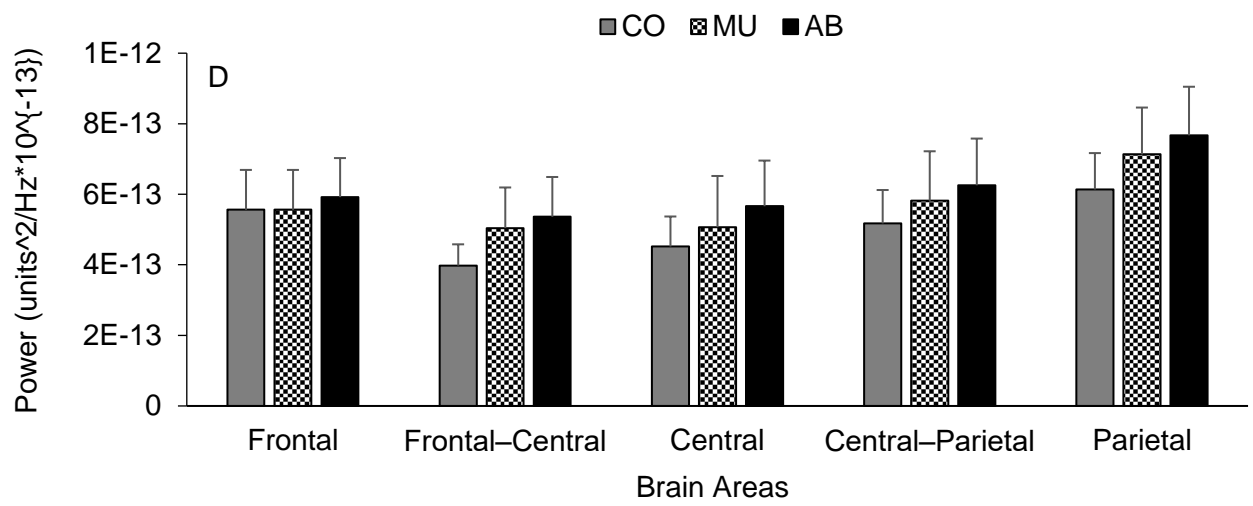 CO MU AB
D
Power (units^2/Hz*10^{-13})
1E-12
8E-13
6E-13
4E-13
2E-13
0
Frontal Frontal–Central Central Central–Parietal Parietal
Brain Areas